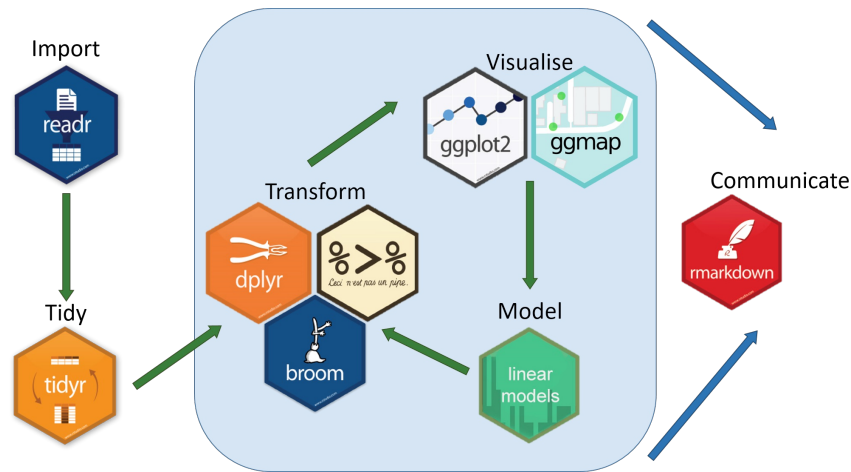 Import
readr
Tidy
tidyr
Transform
dplyr
%>%
Ceci n'est pas un pipe.
broom
Visualise
ggplot2
ggmap
Model
linear
models
Communicate
rmarkdown